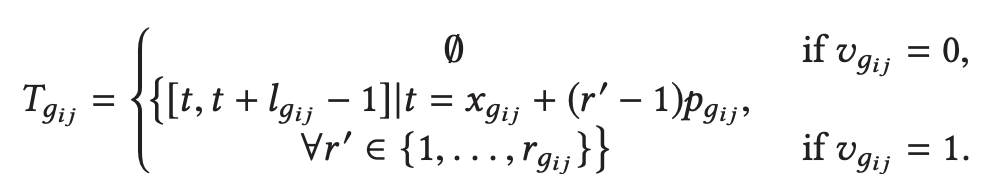 ∅ if v_{g_{ij}} = 0,
T_{g_{ij}} = { {[t, t + l_{g_{ij}} − 1]|t = x_{g_{ij}} + (r′ − 1)p_{g_{ij}},
∀r′ ∈ {1, . . . , r_{g_{ij}}}} if v_{g_{ij}} = 1.